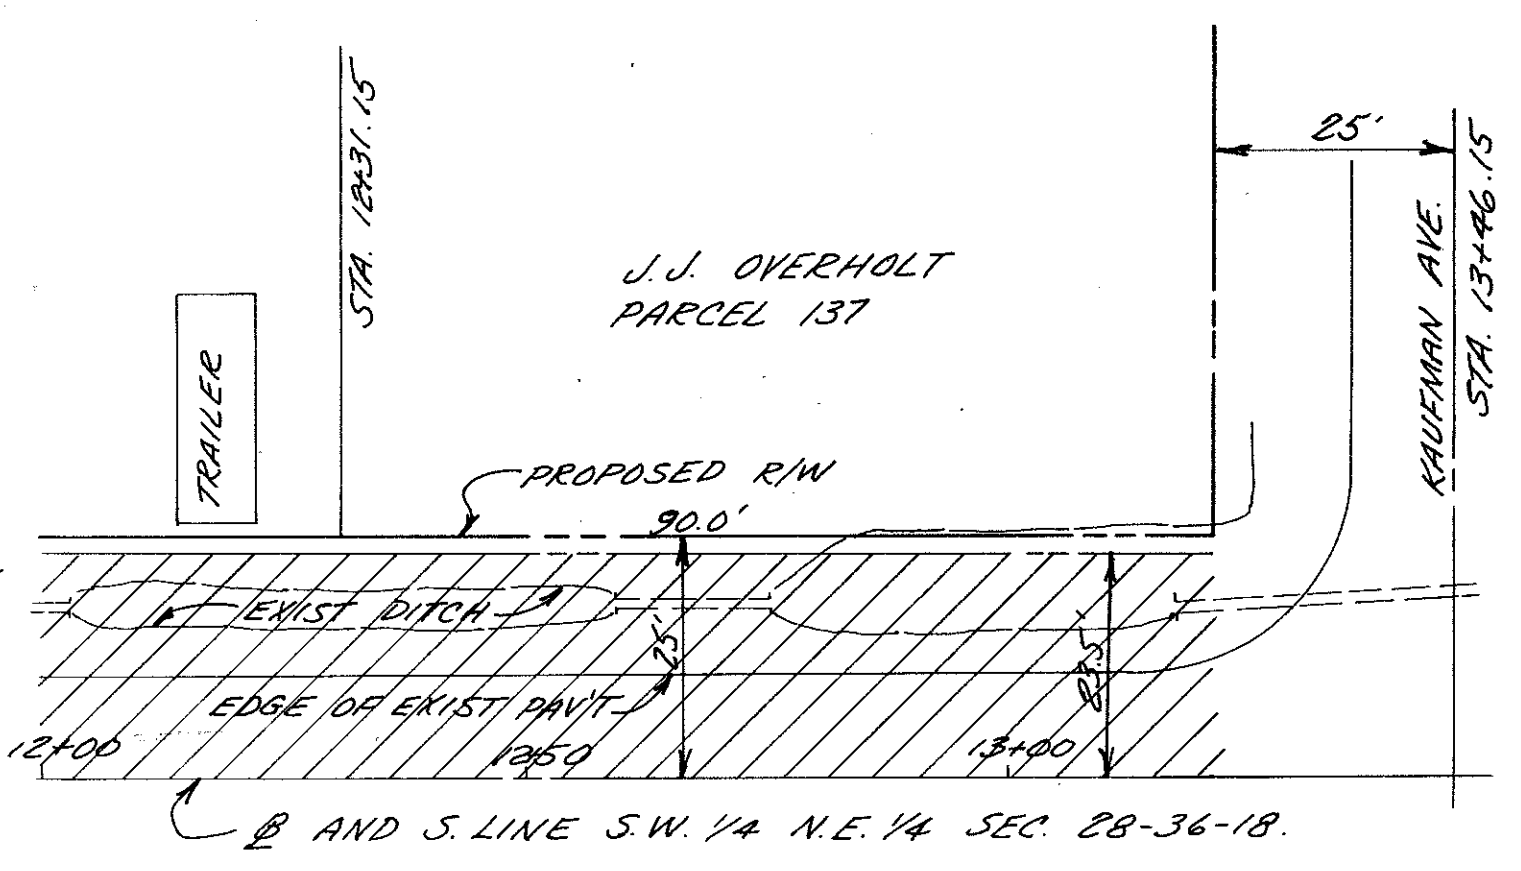 STA. 12+31.15
25'
KAUFMAN AVE.
STA. 13+46.15
J.J. OVERHOLT
PARCEL 137
TRAILER
PROPOSED R/W
90.0'
EXIST DITCH
25'
23.5'
EDGE OF EXIST PAV'T
12+00
12+50
13+00
AND S. LINE S.W. 1/4 N.E. 1/4 SEC. 28-36-18.